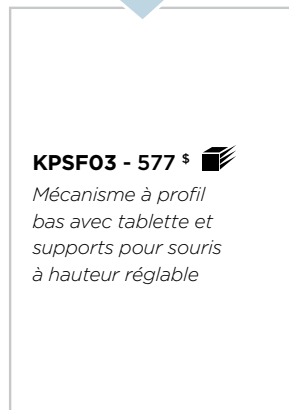 KPSF03 - 577 $
Mécanisme à profil
bas avec tablette et
supports pour souris
à hauteur réglable